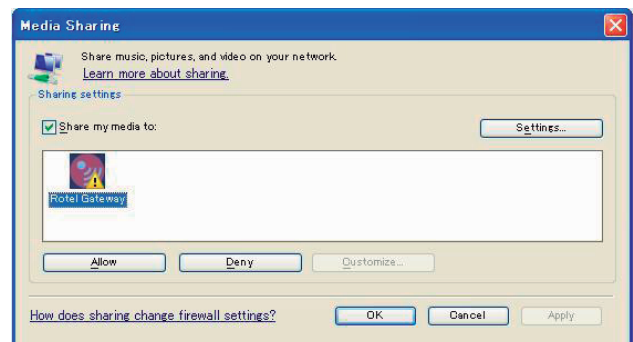 Media Sharing
Share music, pictures, and video on your network.
Learn more about sharing.
Sharing settings
Share my media to:
Settings...
Rotel Gateway
Allow
Deny
Customize...
How does sharing change firewall settings?
OK
Cancel
Apply